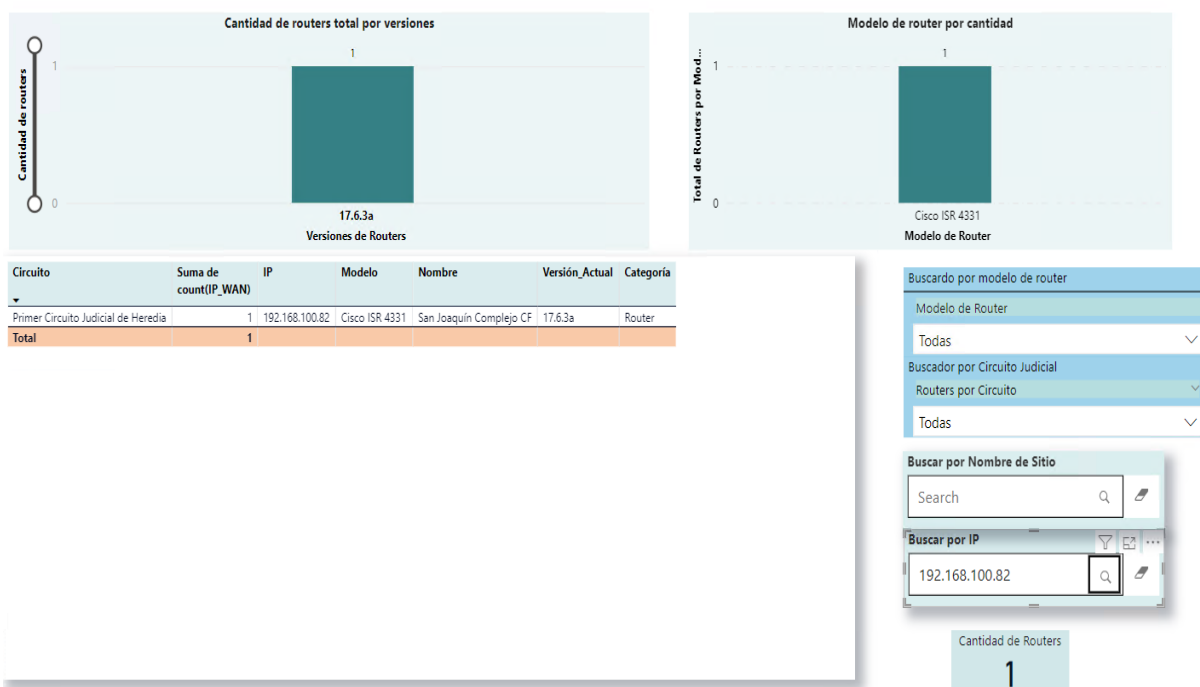 Cantidad de routers total por versiones
Cantidad de routers
1
1
0
17.6.3a
Versiones de Routers
Modelo de router por cantidad
Total de Routers por Mod...
1
1
0
Cisco ISR 4331
Modelo de Router
Circuito Suma de count(IP_WAN) IP Modelo Nombre Versión_Actual Categoría
Primer Circuito Judicial de Heredia 1 192.168.100.82 Cisco ISR 4331 San Joaquín Complejo CF 17.6.3a Router
Total 1
Buscardo por modelo de router
Modelo de Router
Todas
Buscador por Circuito Judicial
Routers por Circuito
Todas
Buscar por Nombre de Sitio
Search
Buscar por IP
192.168.100.82
Cantidad de Routers
1